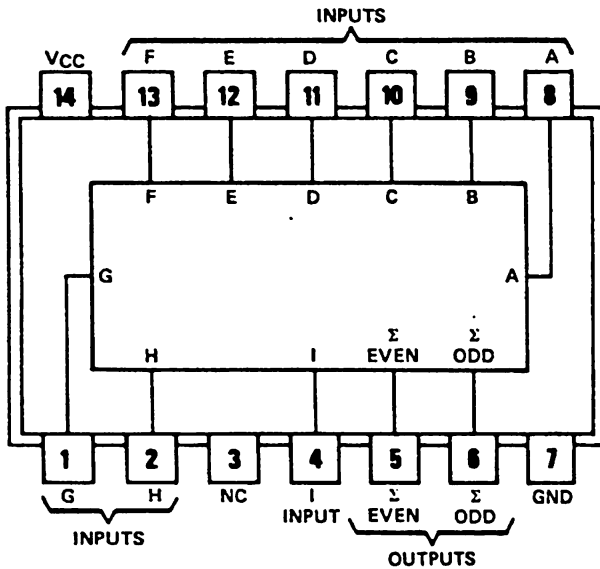 INPUTS
VCC F E D C B A
14 13 12 11 10 9 8
F E D C B
G A
Σ Σ
H I EVEN ODD
1 2 3 4 5 6 7
G H NC I Σ Σ GND
INPUT EVEN ODD
INPUTS
OUTPUTS